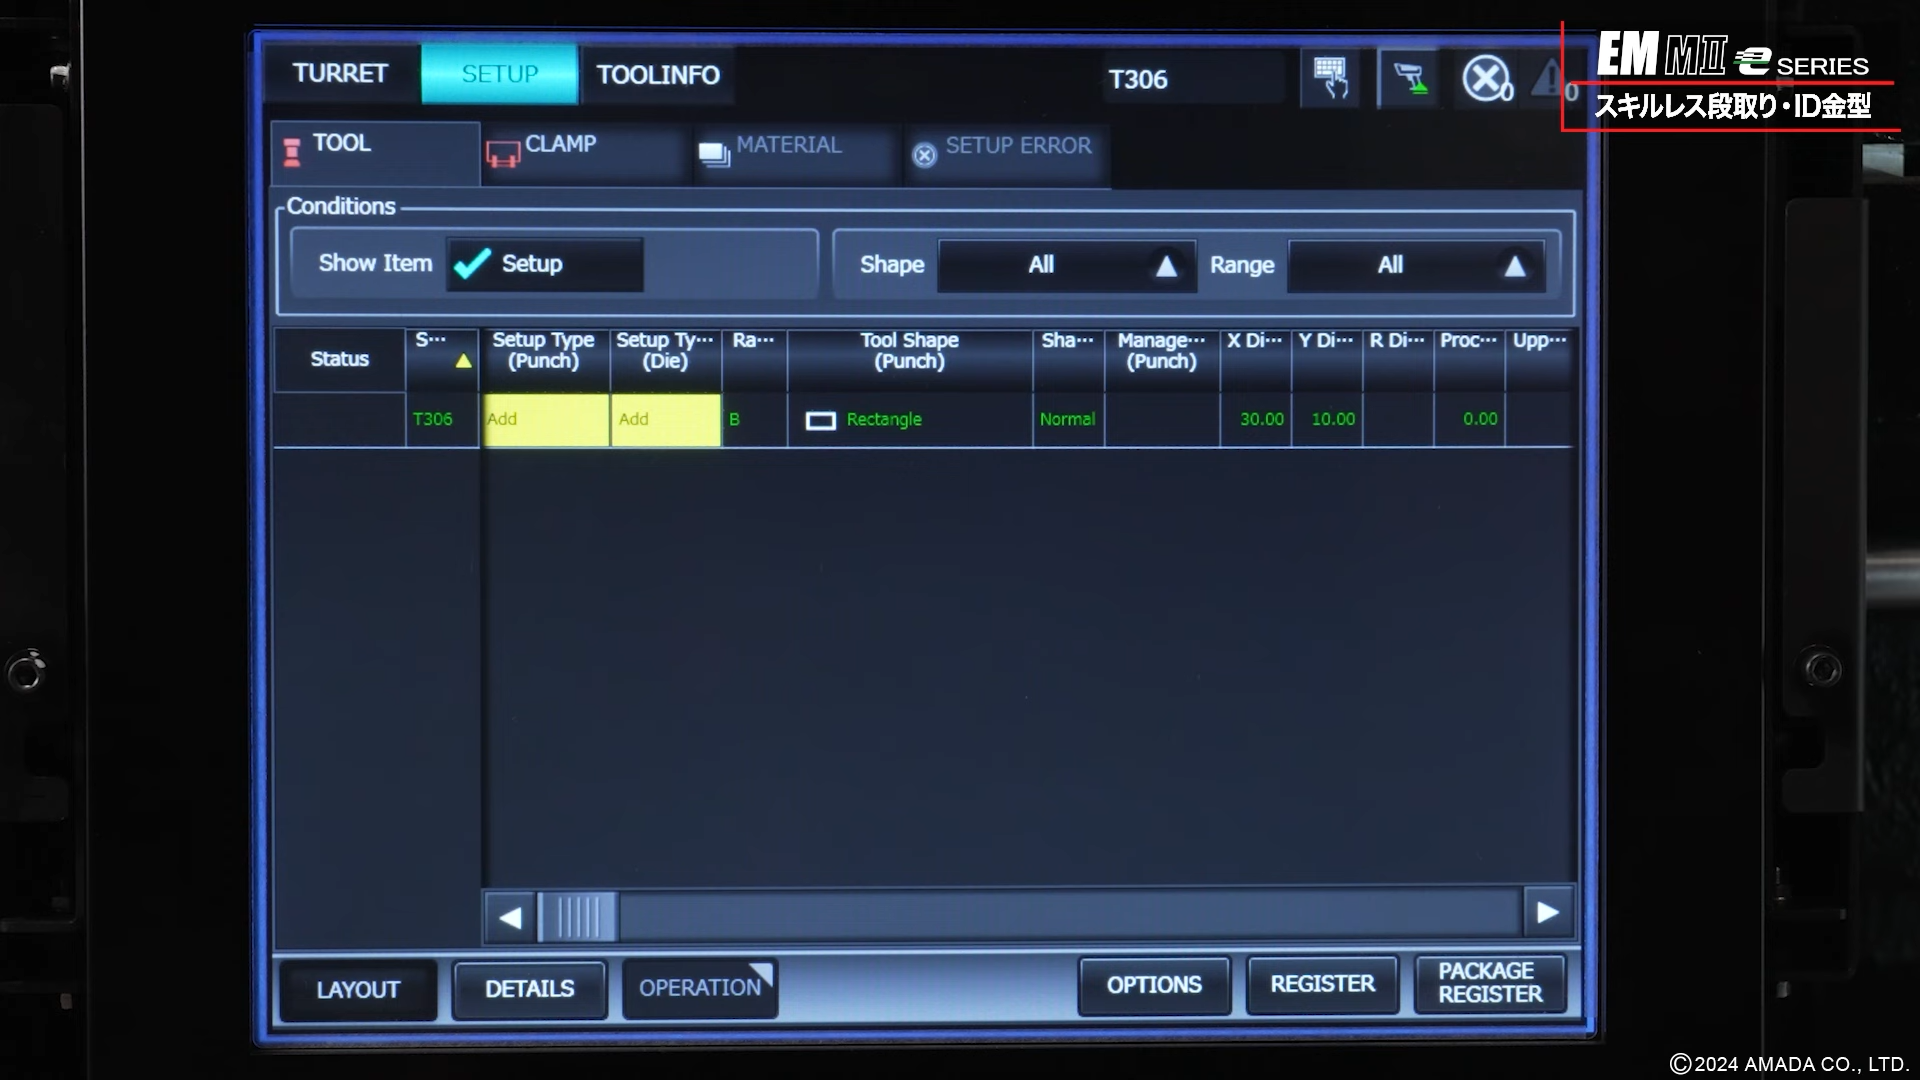 TURRET SETUP TOOLINFO T306 0 0
EM MII e SERIES
スキルレス段取り・ID金型
TOOL CLAMP MATERIAL SETUP ERROR
Conditions
Show Item Setup Shape All Range All
Status S… Setup Type (Punch) Setup Ty… (Die) Ra… Tool Shape (Punch) Sha… Manage… (Punch) X Di… Y Di… R Di… Proc… Upp…
T306 Add Add B Rectangle Normal 30.00 10.00 0.00
LAYOUT DETAILS OPERATION OPTIONS REGISTER PACKAGE REGISTER
©2024 AMADA CO., LTD.